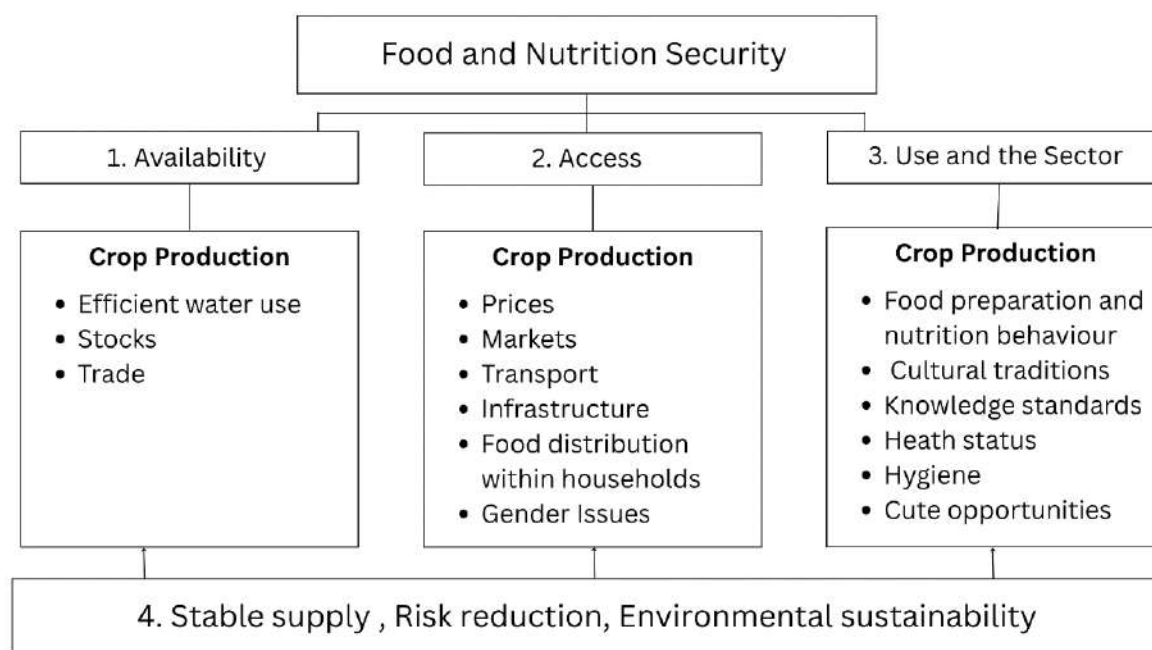 Food and Nutrition Security
1. Availability
2. Access
3. Use and the Sector
Crop Production
• Efficient water use
• Stocks
• Trade
Crop Production
• Prices
• Markets
• Transport
• Infrastructure
• Food distribution
within households
• Gender Issues
Crop Production
• Food preparation and
nutrition behaviour
• Cultural traditions
• Knowledge standards
• Heath status
• Hygiene
• Cute opportunities
4. Stable supply , Risk reduction, Environmental sustainability